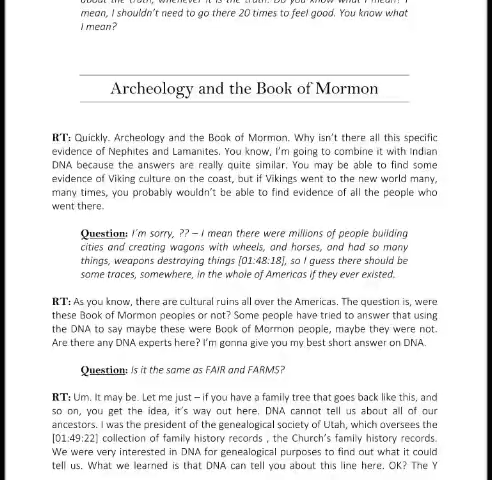 about the truth, whenever it is the truth. Do you know what I mean? I
mean, I shouldn't need to go there 20 times to feel good. You know what
I mean?
Archeology and the Book of Mormon
RT: Quickly. Archeology and the Book of Mormon. Why isn't there all this specific
evidence of Nephites and Lamanites. You know, I'm going to combine it with Indian
DNA because the answers are really quite similar. You may be able to find some
evidence of Viking culture on the coast, but if Vikings went to the new world many,
many times, you probably wouldn't be able to find evidence of all the people who
went there.
Question: I'm sorry, ?? – I mean there were millions of people building
cities and creating wagons with wheels, and horses, and had so many
things, weapons destroying things [01:48:18], so I guess there should be
some traces, somewhere, in the whole of Americas if they ever existed.
RT: As you know, there are cultural ruins all over the Americas. The question is, were
these Book of Mormon peoples or not? Some people have tried to answer that using
the DNA to say maybe these were Book of Mormon people, maybe they were not.
Are there any DNA experts here? I'm gonna give you my best short answer on DNA.
Question: Is it the same as FAIR and FARMS?
RT: Um. It may be. Let me just – if you have a family tree that goes back like this, and
so on, you get the idea, it's way out here. DNA cannot tell us about all of our
ancestors. I was the president of the genealogical society of Utah, which oversees the
[01:49:22] collection of family history records , the Church's family history records.
We were very interested in DNA for genealogical purposes to find out what it could
tell us. What we learned is that DNA can tell you about this line here. OK? The Y